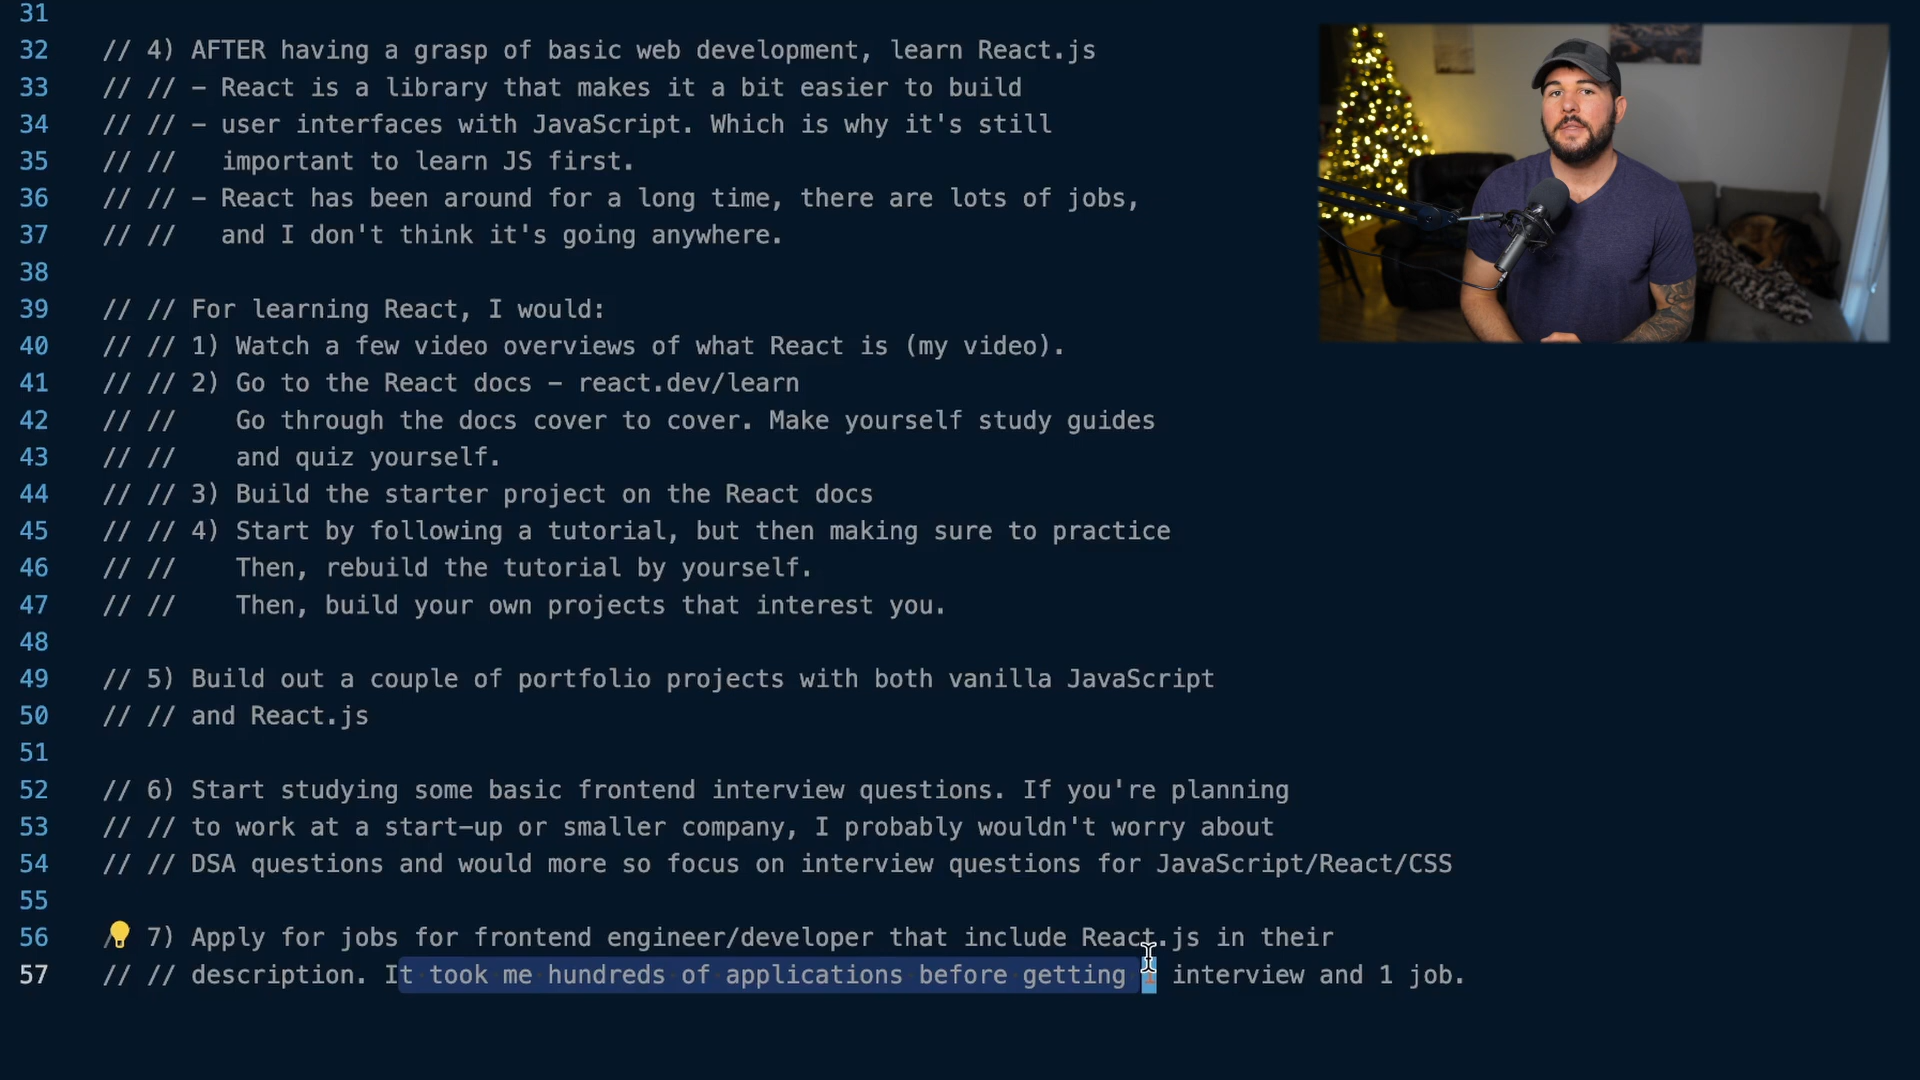 31
32 // 4) AFTER having a grasp of basic web development, learn React.js
33 // // – React is a library that makes it a bit easier to build
34 // // – user interfaces with JavaScript. Which is why it's still
35 // // important to learn JS first.
36 // // – React has been around for a long time, there are lots of jobs,
37 // // and I don't think it's going anywhere.
38
39 // // For learning React, I would:
40 // // 1) Watch a few video overviews of what React is (my video).
41 // // 2) Go to the React docs – react.dev/learn
42 // // Go through the docs cover to cover. Make yourself study guides
43 // // and quiz yourself.
44 // // 3) Build the starter project on the React docs
45 // // 4) Start by following a tutorial, but then making sure to practice
46 // // Then, rebuild the tutorial by yourself.
47 // // Then, build your own projects that interest you.
48
49 // 5) Build out a couple of portfolio projects with both vanilla JavaScript
50 // // and React.js
51
52 // 6) Start studying some basic frontend interview questions. If you're planning
53 // // to work at a start–up or smaller company, I probably wouldn't worry about
54 // // DSA questions and would more so focus on interview questions for JavaScript/React/CSS
55
56 7) Apply for jobs for frontend engineer/developer that include React.js in their
57 // // description. It took me hundreds of applications before getting interview and 1 job.